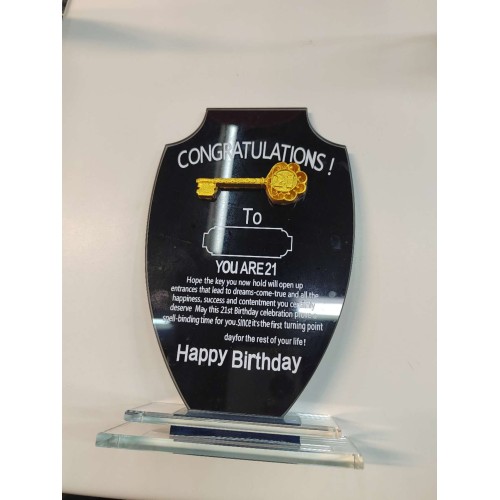 CONGRATULATIONS!
To
YOU ARE 21
Hope the key you now hold will open up
entrances that lead to dreams-come-true and all the
happiness, success and contentment you certainly
deserve May this 21st Birthday celebration
spell-binding time for you.SINCE it's the first turning point
dayfor the rest of your life!
Happy Birthday